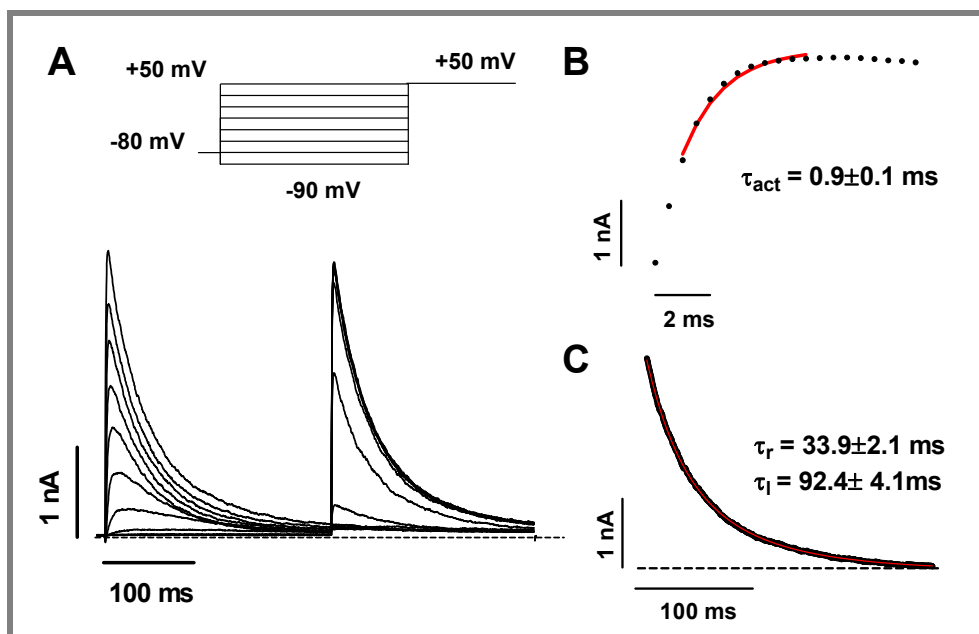 A
+50 mV
+50 mV
-80 mV
-90 mV
1 nA
100 ms
B
τact = 0.9±0.1 ms
1 nA
2 ms
C
τr = 33.9±2.1 ms
τl = 92.4± 4.1ms
1 nA
100 ms